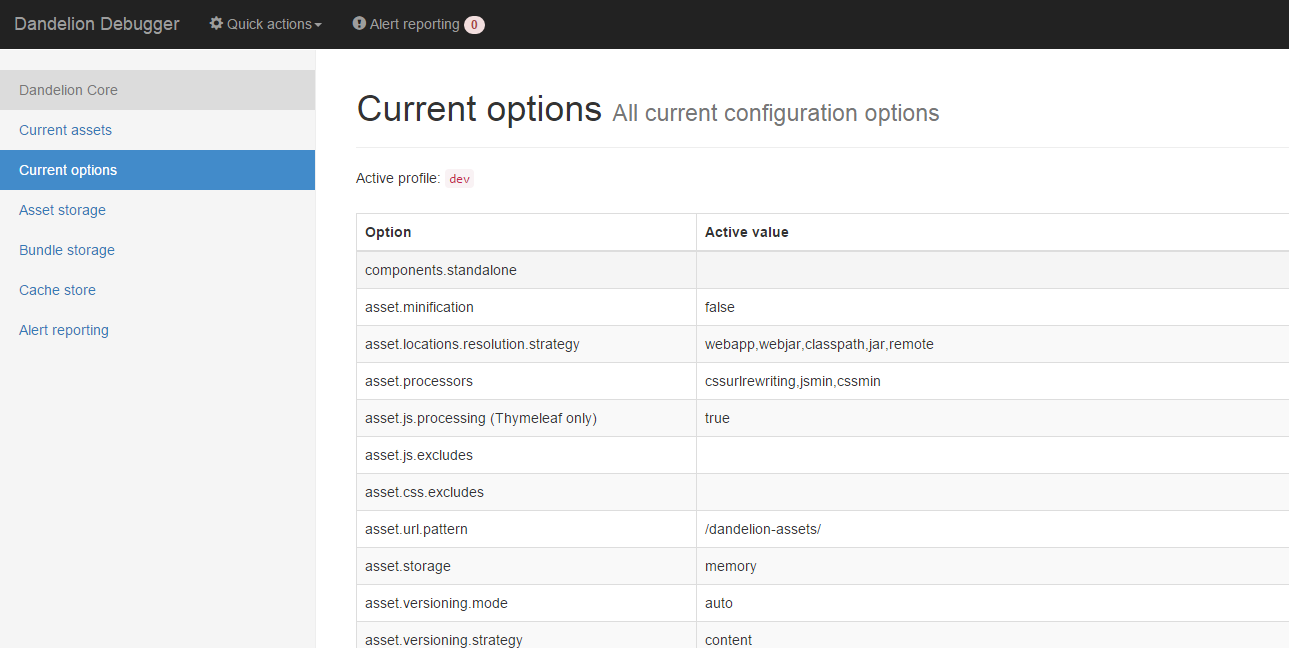 Dandelion Debugger Quick actions Alert reporting 0
Dandelion Core
Current assets
Current options
Asset storage
Bundle storage
Cache store
Alert reporting
Current options All current configuration options
Active profile: dev
Option Active value
components.standalone
asset.minification false
asset.locations.resolution.strategy webapp,webjar,classpath,jar,remote
asset.processors cssurlrewriting,jsmin,cssmin
asset.js.processing (Thymeleaf only) true
asset.js.excludes
asset.css.excludes
asset.url.pattern /dandelion-assets/
asset.storage memory
asset.versioning.mode auto
asset.versioning.strategy content